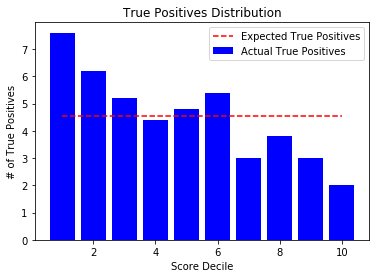 True Positives Distribution
Expected True Positives
Actual True Positives
# of True Positives
8
7
6
5
4
3
2
1
0
2
4
6
8
10
Score Decile